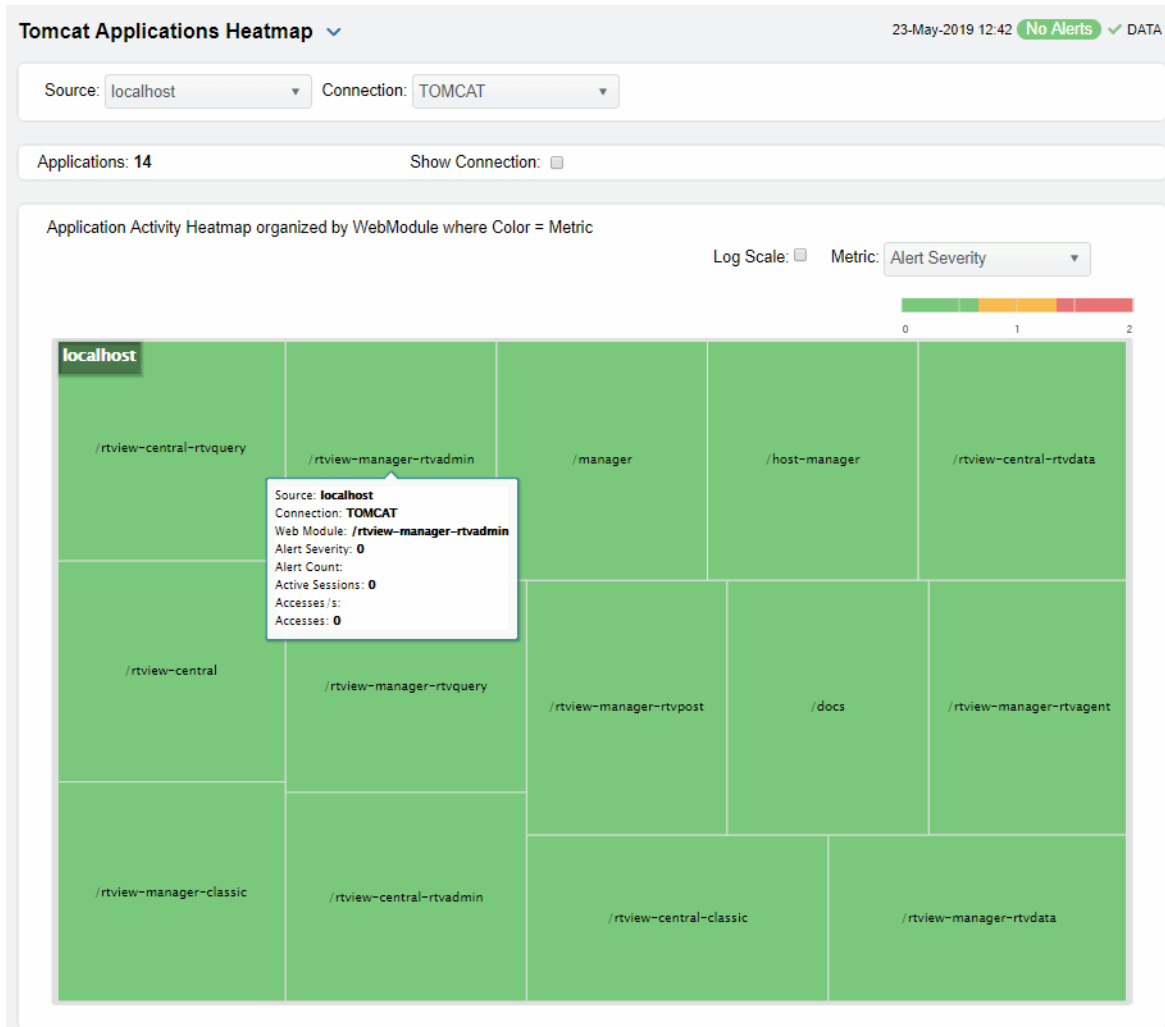 Tomcat Applications Heatmap
23-May-2019 12:42 No Alerts DATA
Source: localhost Connection: TOMCAT
Applications: 14 Show Connection:
Application Activity Heatmap organized by WebModule where Color = Metric
Log Scale: Metric: Alert Severity
0 1 2
localhost
/rtview-central-rtvquery
/rtview-manager-rtvadmin
/manager
/host-manager
/rtview-central-rtvdata
Source: localhost
Connection: TOMCAT
Web Module: /rtview-manager-rtvadmin
Alert Severity: 0
Alert Count:
Active Sessions: 0
Accesses/s:
Accesses: 0
/rtview-central
/rtview-manager-rtvquery
/rtview-manager-rtvpost
/docs
/rtview-manager-rtvagent
/rtview-manager-classic
/rtview-central-rtvadmin
/rtview-central-classic
/rtview-manager-rtvdata